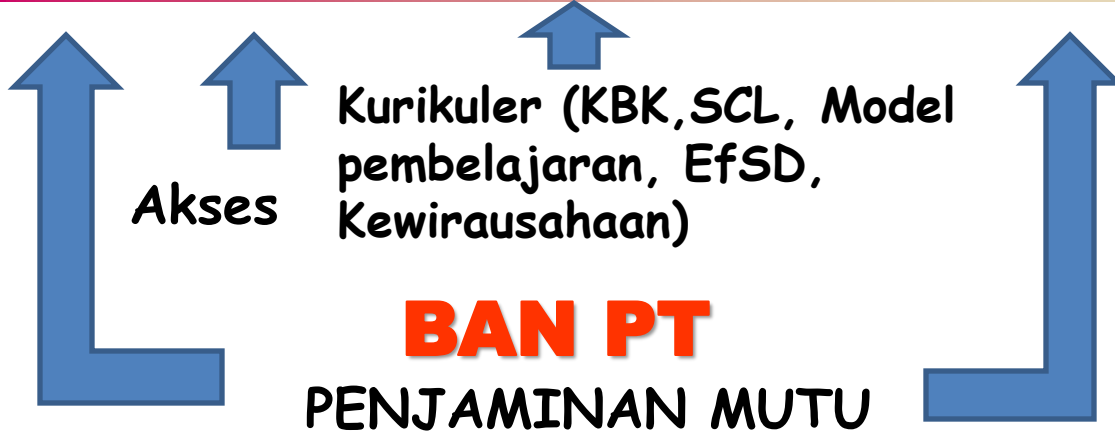 Kurikuler (KBK,SCL, Model
pembelajaran, EfSD,
Kewirausahaan)
Akses
BAN PT
PENJAMINAN MUTU